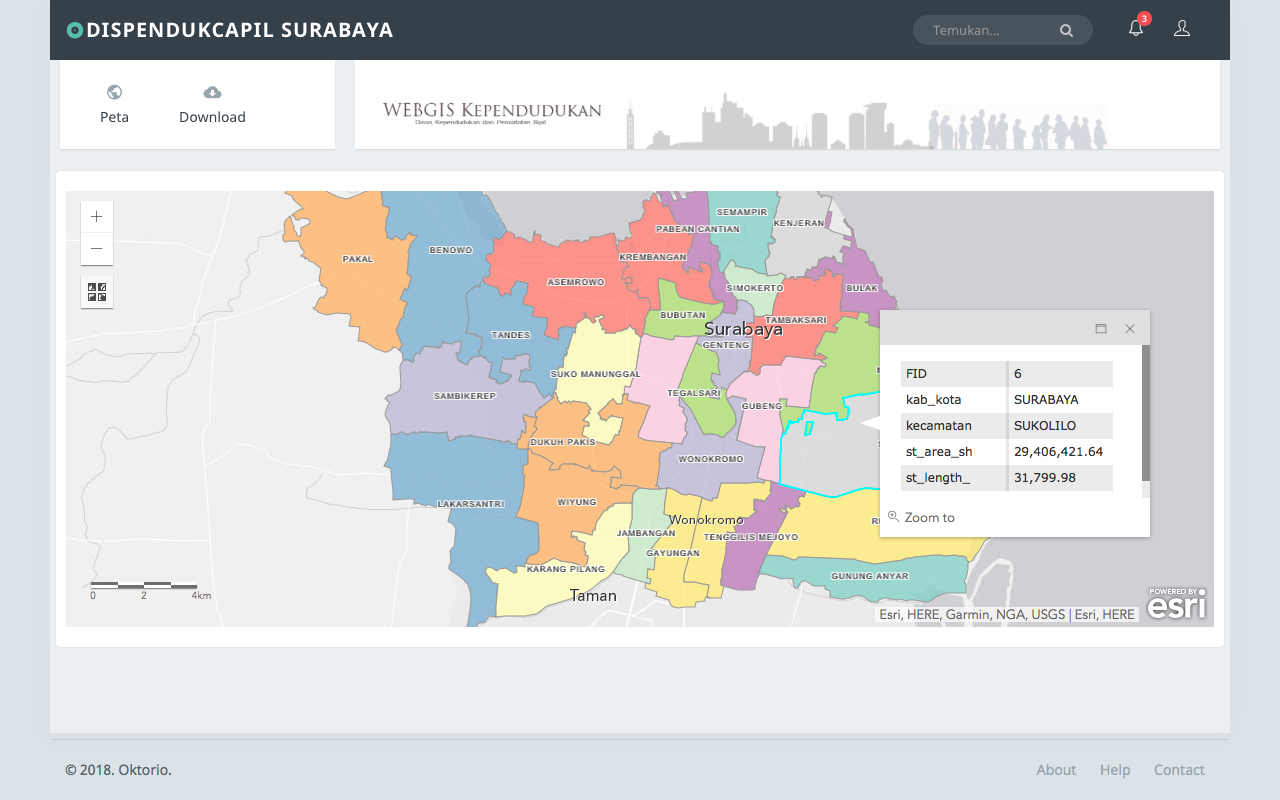 DISPENDUKCAPIL SURABAYA
Temukan...
3
Peta
Download
WEBGIS KEPENDUDUKAN
Dinas Kependudukan dan Pencatatan Sipil
+
−
SEMAMPIR
KENJERAN
PABEAN CANTIAN
BENOWO
PAKAL
KREMBANGAN
ASEMROWO
SIMOKERTO
BULAK
BUBUTAN
TAMBAKSARI
Surabaya
TANDES
GENTENG
SUKO MANUNGGAL
TEGALSARI
SAMBIKEREP
GUBENG
DUKUH PAKIS
WONOKROMO
LAKARSANTRI
WIYUNG
Wonokromo
JAMBANGAN
TENGGILIS MEJOYO
GAYUNGAN
KARANG PILANG
GUNUNG ANYAR
Taman
FID 6
kab_kota SURABAYA
kecamatan SUKOLILO
st_area_sh 29,406,421.64
st_length_ 31,799.98
Zoom to
0 2 4km
POWERED BY
esri
Esri, HERE, Garmin, NGA, USGS | Esri, HERE
© 2018. Oktorio.
About
Help
Contact